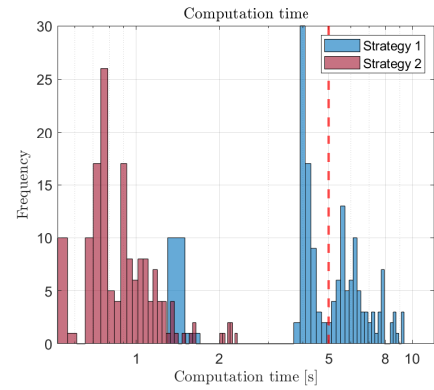 Computation time
30
25
20
15
10
5
0
Frequency
Strategy 1
Strategy 2
1 2 5 8 10
Computation time [s]